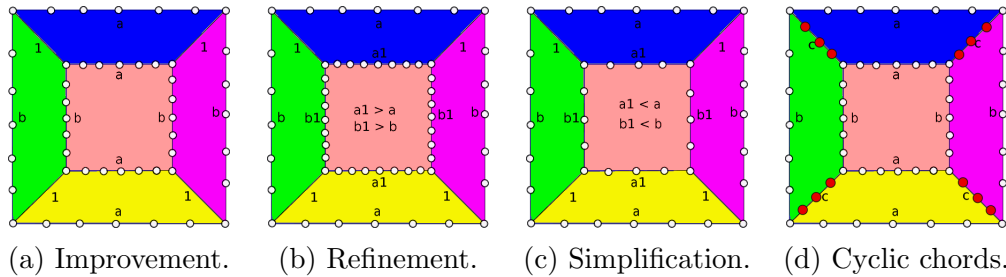 a
1
1
a1
a
b
b
b
b
a
1
1
a
a
1
1
a1
b
b1
a1 > a
b1 > b
b1
b
a1
1
1
a
a
1
1
a1
b
b1
a1 < a
b1 < b
b1
b
a1
1
1
a
a
c
c
a
b
b
b
b
a
c
c
a
(a) Improvement.
(b) Refinement.
(c) Simplification.
(d) Cyclic chords